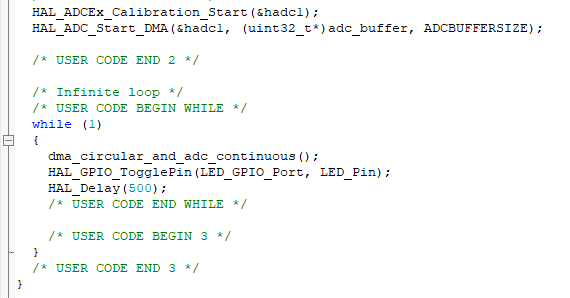 HAL_ADCEx_Calibration_Start(&hadc1);
HAL_ADC_Start_DMA(&hadc1, (uint32_t*)adc_buffer, ADCBUFFERSIZE);
/* USER CODE END 2 */
/* Infinite loop */
/* USER CODE BEGIN WHILE */
while (1)
{
dma_circular_and_adc_continuous();
HAL_GPIO_TogglePin(LED_GPIO_Port, LED_Pin);
HAL_Delay(500);
/* USER CODE END WHILE */
/* USER CODE BEGIN 3 */
}
/* USER CODE END 3 */
}